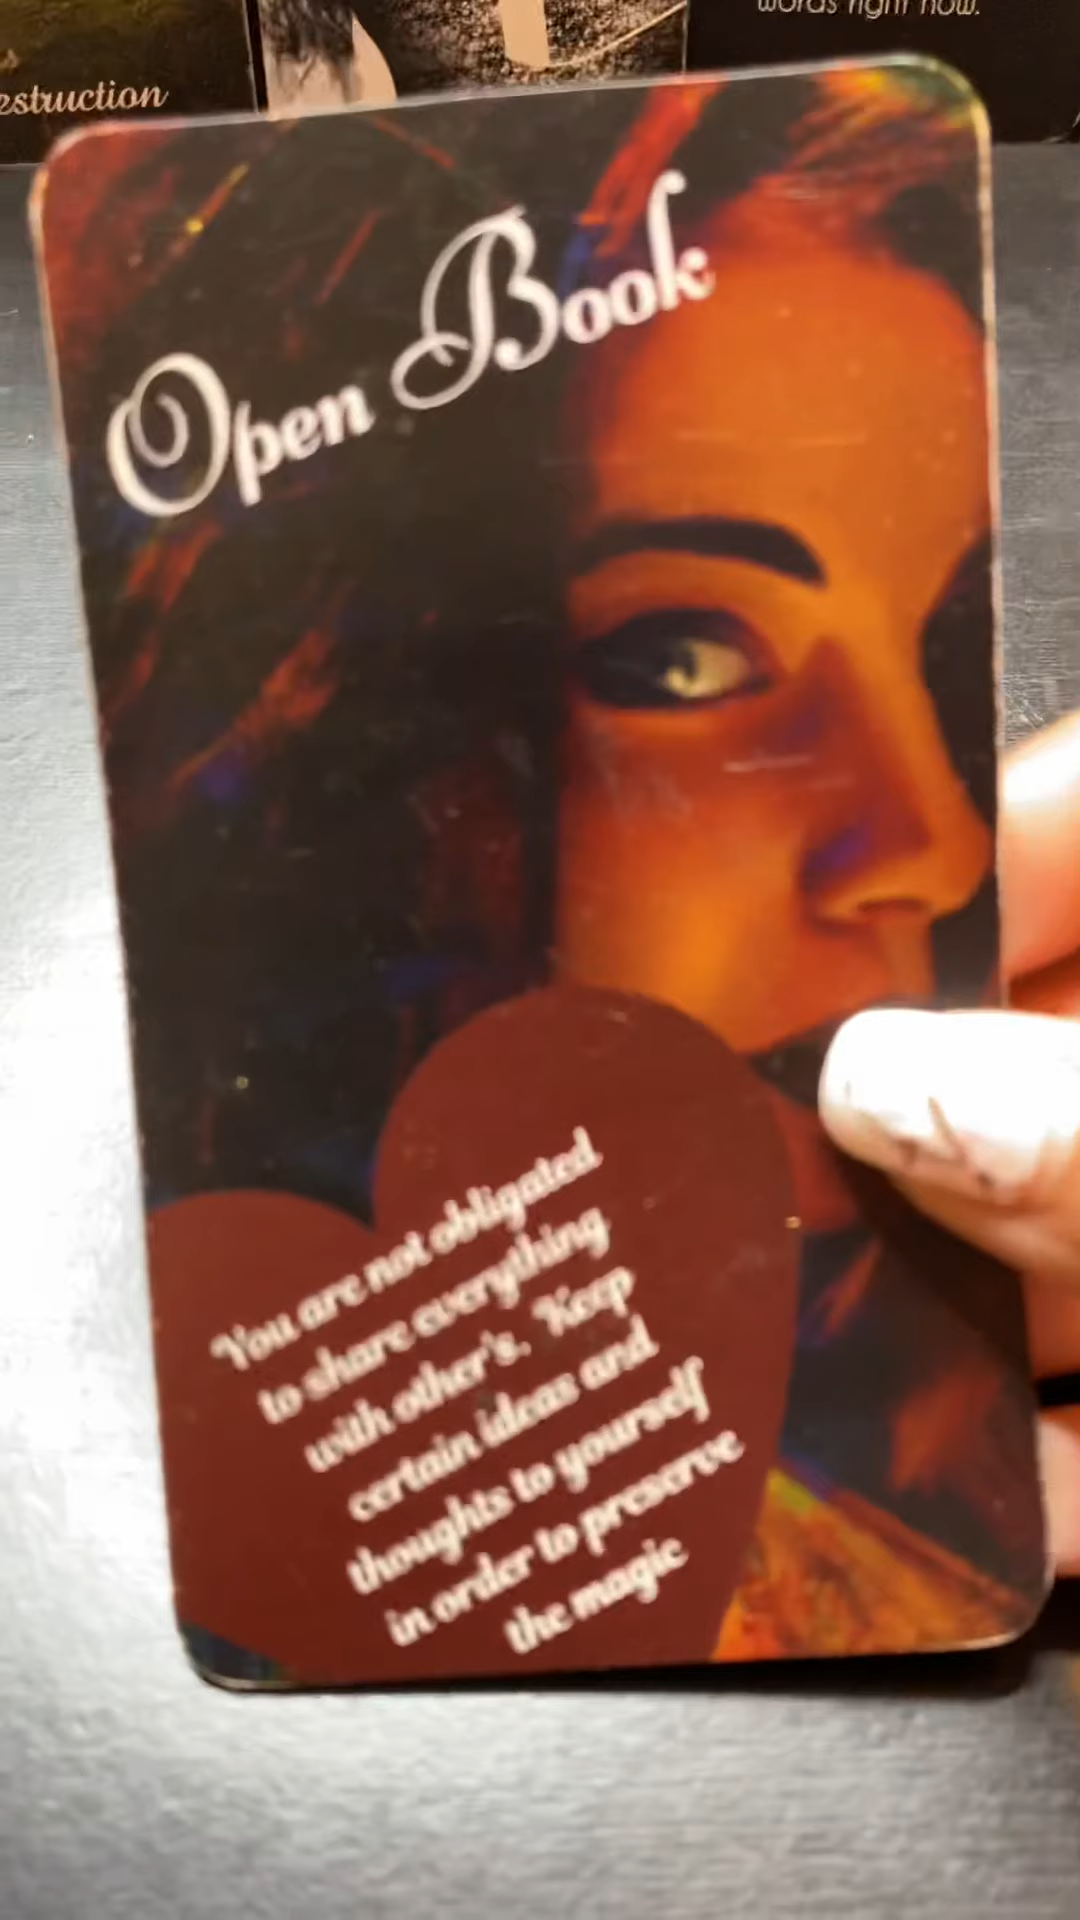 estruction
words right now.
Open Book
You are not obligated
to share everything
with other's. Keep
certain ideas and
thoughts to yourself
in order to preserve
the magic